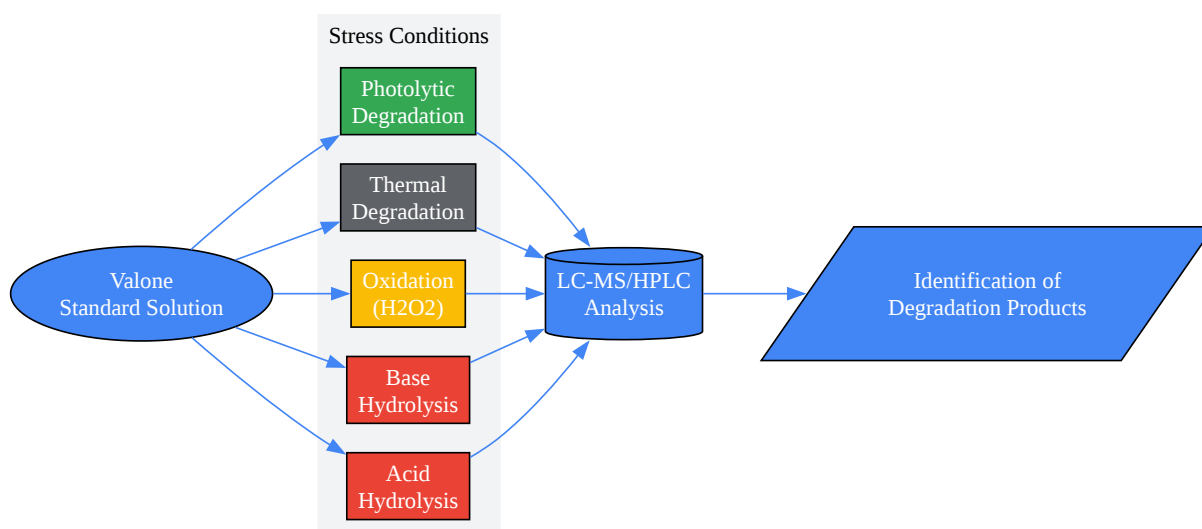 Stress Conditions
Photolytic
Degradation
Thermal
Degradation
Valone
Standard Solution
Oxidation
(H2O2)
LC-MS/HPLC
Analysis
Identification of
Degradation Products
Base
Hydrolysis
Acid
Hydrolysis